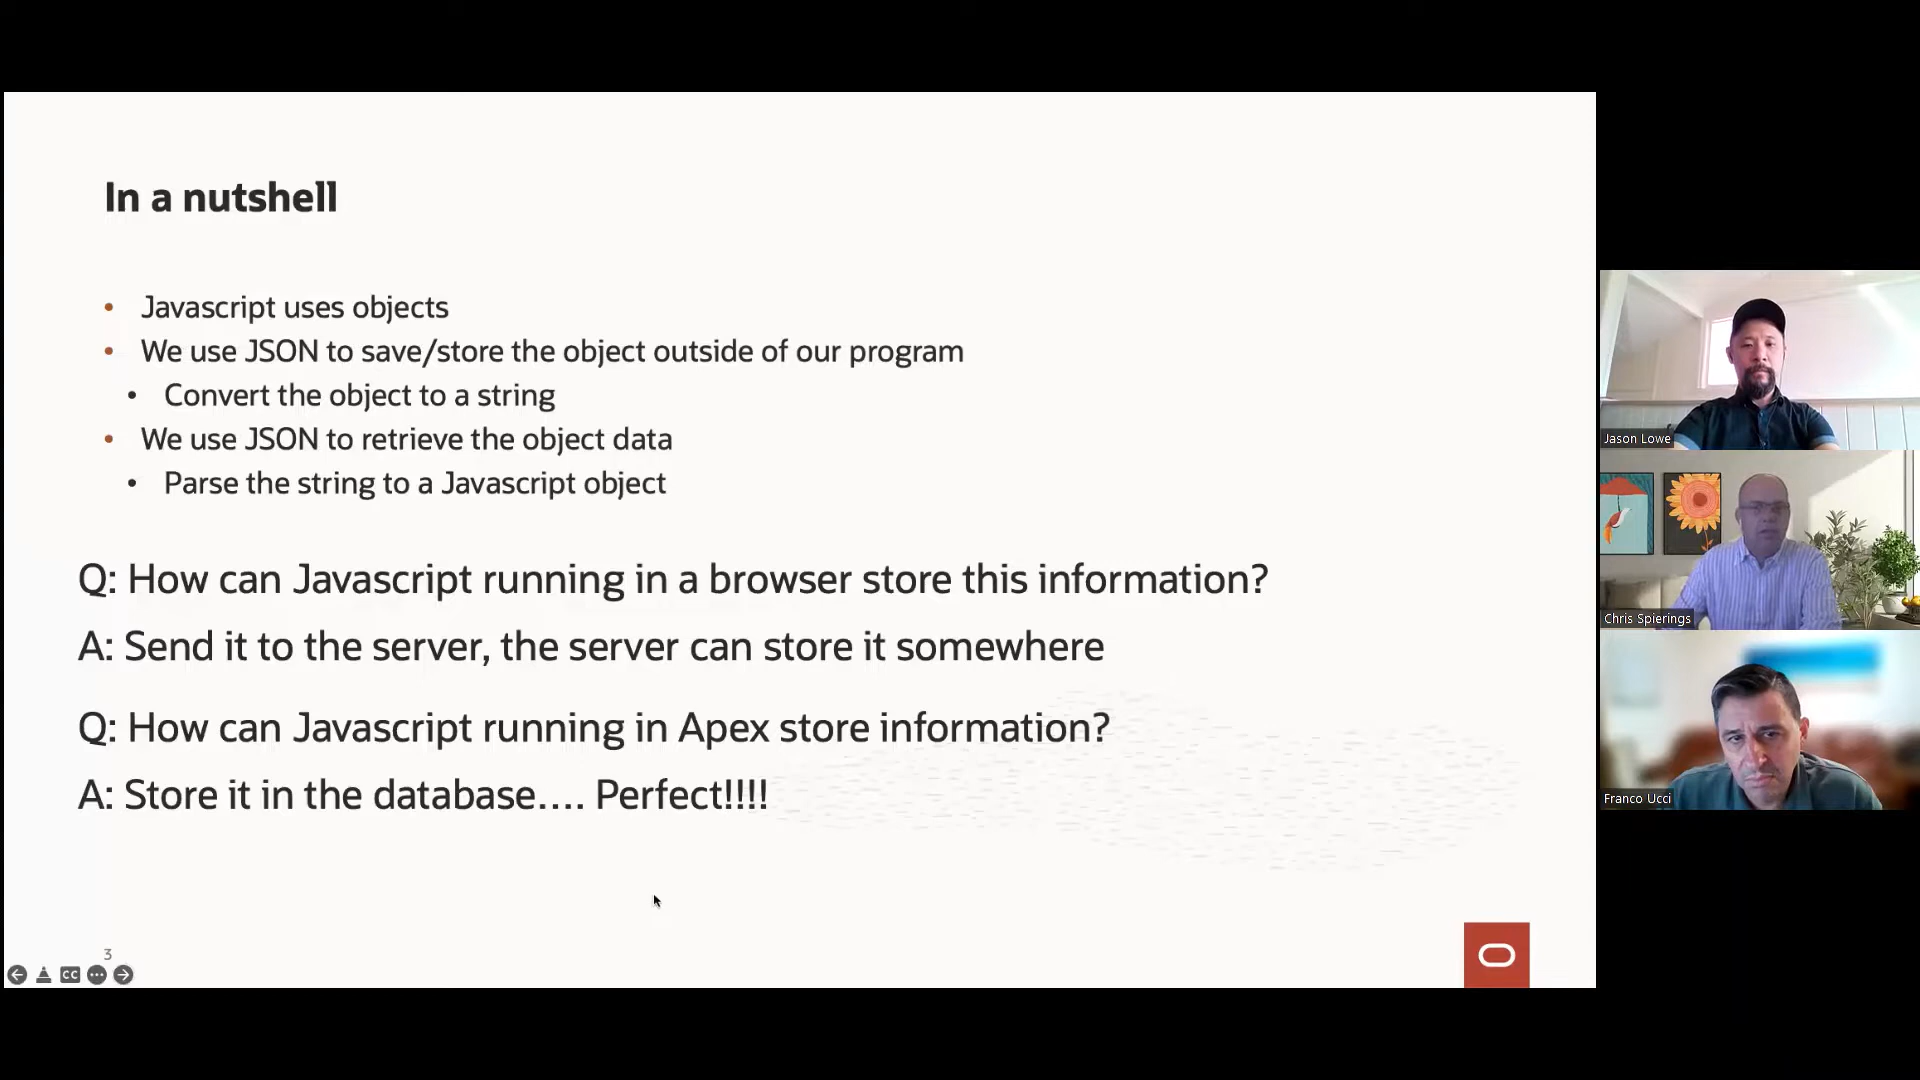 In a nutshell
• Javascript uses objects
• We use JSON to save/store the object outside of our program
• Convert the object to a string
• We use JSON to retrieve the object data
• Parse the string to a Javascript object
Q: How can Javascript running in a browser store this information?
A: Send it to the server, the server can store it somewhere
Q: How can Javascript running in Apex store information?
A: Store it in the database.... Perfect!!!!
3
CC
Jason Lowe
Chris Spierings
Franco Ucci